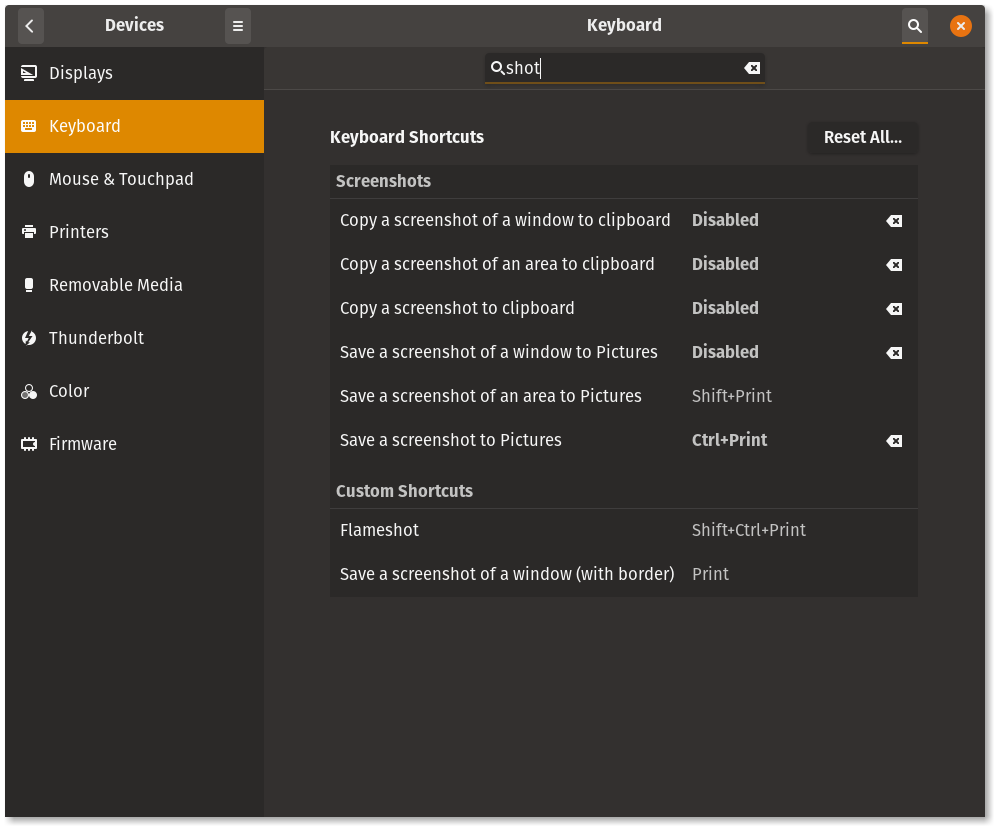 Devices
Keyboard
Displays
Keyboard
Mouse & Touchpad
Printers
Removable Media
Thunderbolt
Color
Firmware
shot
Keyboard Shortcuts
Reset All...
Screenshots
Copy a screenshot of a window to clipboard Disabled
Copy a screenshot of an area to clipboard Disabled
Copy a screenshot to clipboard Disabled
Save a screenshot of a window to Pictures Disabled
Save a screenshot of an area to Pictures Shift+Print
Save a screenshot to Pictures Ctrl+Print
Custom Shortcuts
Flameshot Shift+Ctrl+Print
Save a screenshot of a window (with border) Print